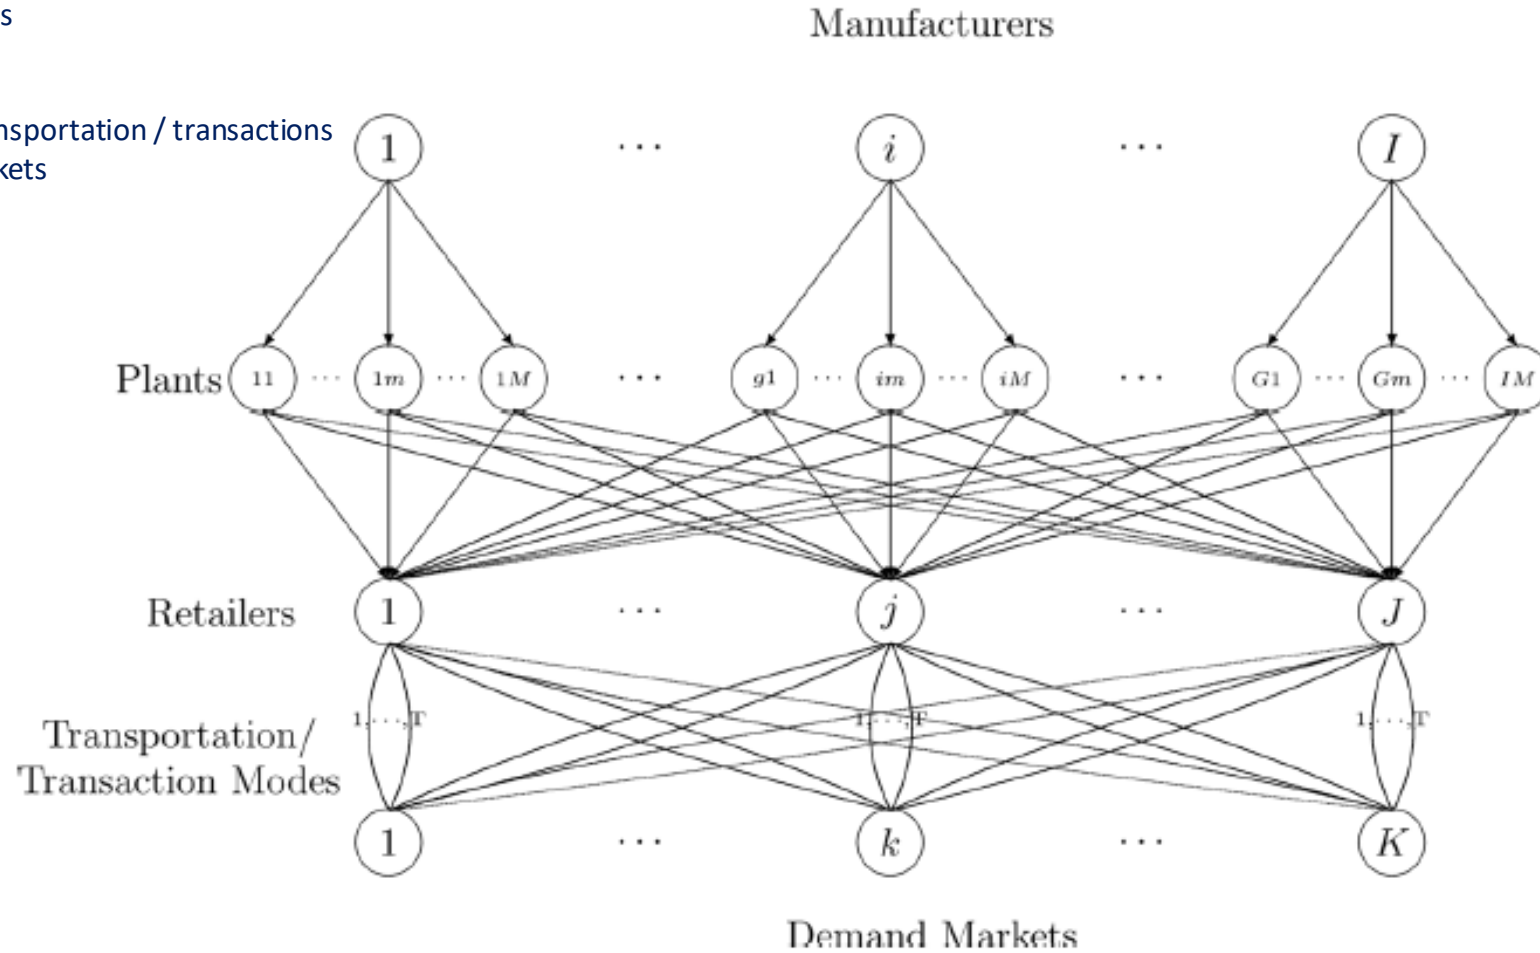 s
Manufacturers
nsportation / transactions
kets
1 ... i ... I
Plants 11 ... 1m ... 1M ... g1 ... im ... iM ... G1 ... Gm ... IM
Retailers 1 ... j ... J
1, ..., T 1, ..., T 1, ..., T
Transportation/
Transaction Modes
1 ... k ... K
Demand Markets